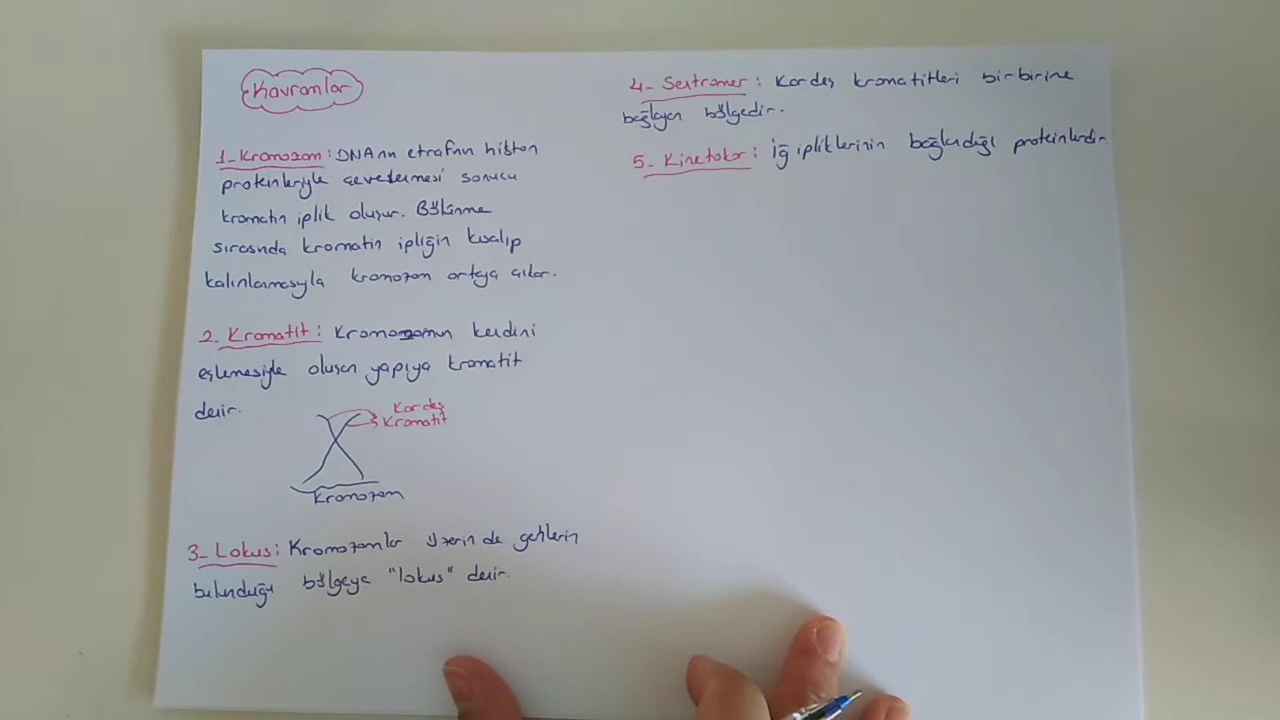 Kavramlar
1- Kromozom: DNA'nın etrafının histon
proteinleriyle çevrelenmesi sonucu
kromatin iplik oluşur. Bölünme
sırasında kromatin ipliğin kısalıp
kalınlaşmasıyla kromozom ortaya çıkar.
2. Kromatit: Kromozomun kendini
eşlemesiyle oluşan yapıya kromatit
denir.
Kardeş
Kromatit
Kromozom
3- Lokus: Kromozomlar üzerinde genlerin
bulunduğu bölgeye "lokus" denir.
4- Sentromer: Kardeş kromatitleri birbirine
bağlayan bölgedir.
5- Kinetokor: İğ ipliklerinin bağlandığı proteinlerdir.